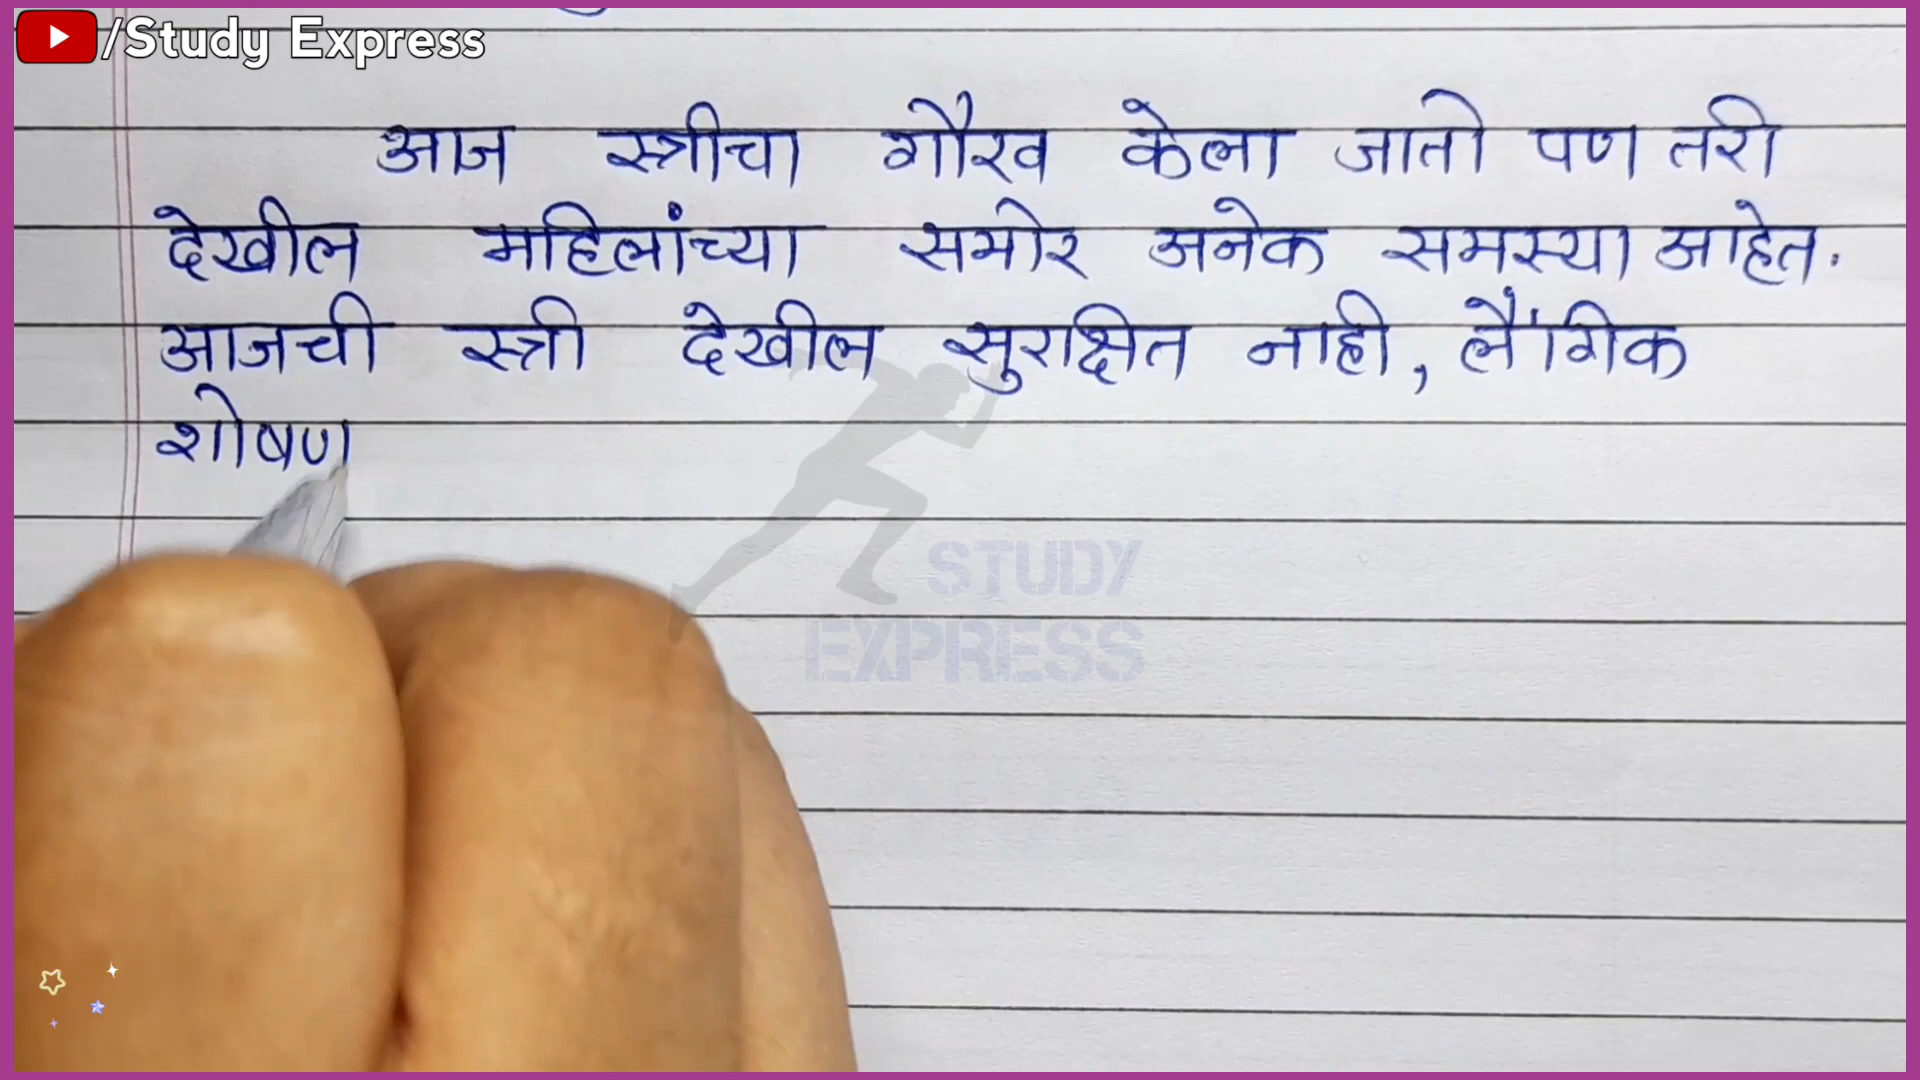 /Study Express
आज स्त्रीचा गौरव केला जातो पण तरी
देखील महिलांच्या समोर अनेक समस्या आहेत.
आजची स्त्री देखील सुरक्षित नाही, लैंगिक
शोषण
STUDY
EXPRESS